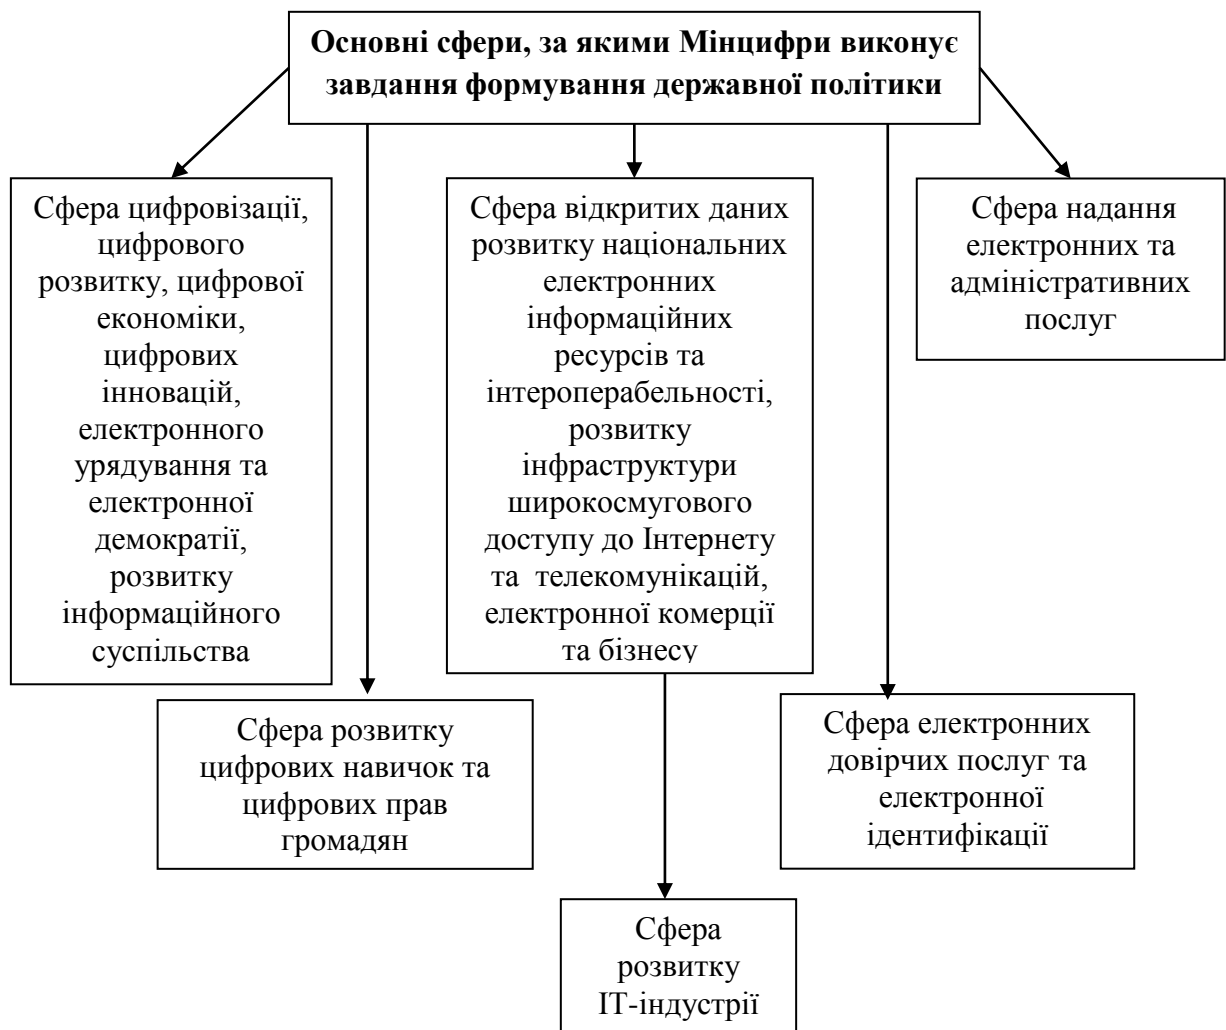 Основні сфери, за якими Мінцифри виконує
завдання формування державної політики
Сфера цифровізації,
цифрового
розвитку, цифрової
економіки,
цифрових
інновацій,
електронного
урядування та
електронної
демократії,
розвитку
інформаційного
суспільства
Сфера відкритих даних
розвитку національних
електронних
інформаційних
ресурсів та
інтероперабельності,
розвитку
інфраструктури
широкосмугового
доступу до Інтернету
та телекомунікацій,
електронної комерції
та бізнесу
Сфера надання
електронних та
адміністративних
послуг
Сфера розвитку
цифрових навичок та
цифрових прав
громадян
Сфера електронних
довірчих послуг та
електронної
ідентифікації
Сфера
розвитку
ІТ-індустрії